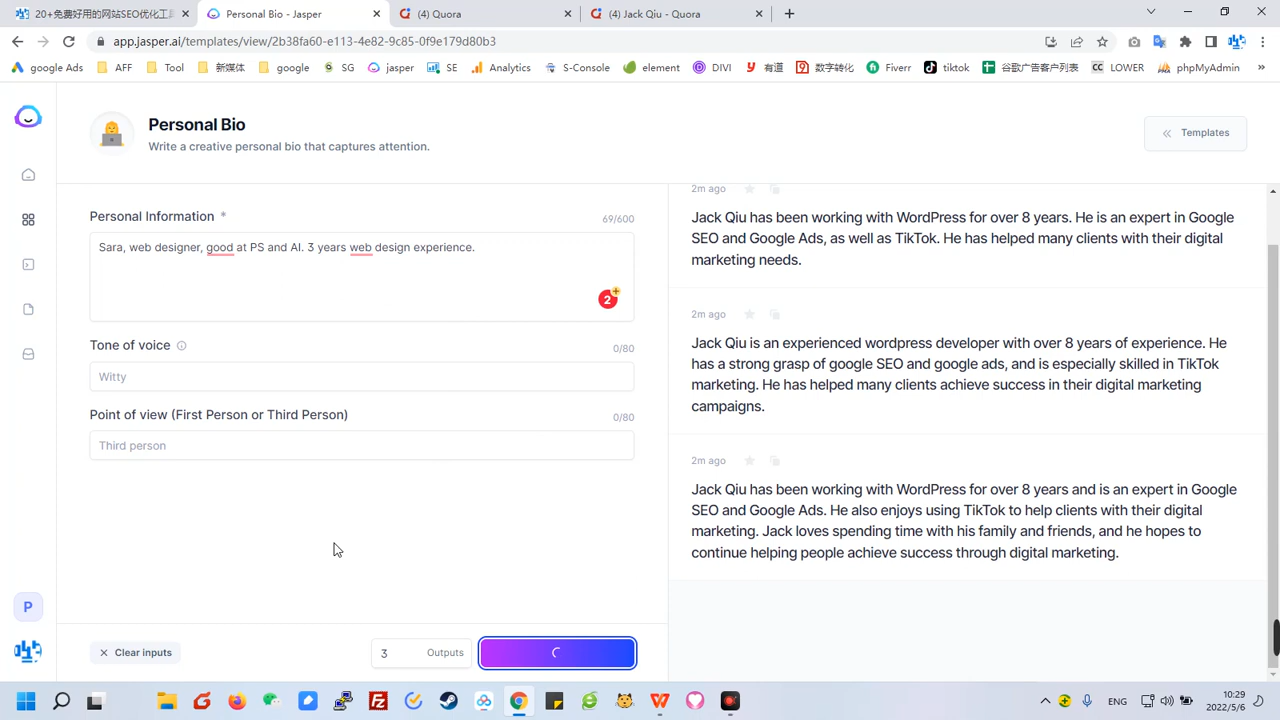 20+免费好用的网站SEO优化工具
Personal Bio - Jasper
(4) Quora
(4) Jack Qiu - Quora
app.jasper.ai/templates/view/2b38fa60-e113-4e82-9c85-0f9e179d80b3
google Ads
AFF
Tool
新媒体
google
SG
jasper
SE
Analytics
S-Console
element
DIVI
有道
数字转化
Fiverr
tiktok
谷歌广告客户列表
CC LOWER
phpMyAdmin
»
Personal Bio
Write a creative personal bio that captures attention.
Templates
Personal Information *
69/600
Sara, web designer, good at PS and AI. 3 years web design experience.
2
Tone of voice
0/80
Witty
Point of view (First Person or Third Person)
0/80
Third person
Clear inputs
3 Outputs
P
2m ago
Jack Qiu has been working with WordPress for over 8 years. He is an expert in Google
SEO and Google Ads, as well as TikTok. He has helped many clients with their digital
marketing needs.
2m ago
Jack Qiu is an experienced wordpress developer with over 8 years of experience. He
has a strong grasp of google SEO and google ads, and is especially skilled in TikTok
marketing. He has helped many clients achieve success in their digital marketing
campaigns.
2m ago
Jack Qiu has been working with WordPress for over 8 years and is an expert in Google
SEO and Google Ads. He also enjoys using TikTok to help clients with their digital
marketing. Jack loves spending time with his family and friends, and he hopes to
continue helping people achieve success through digital marketing.
ENG
10:29
2022/5/6